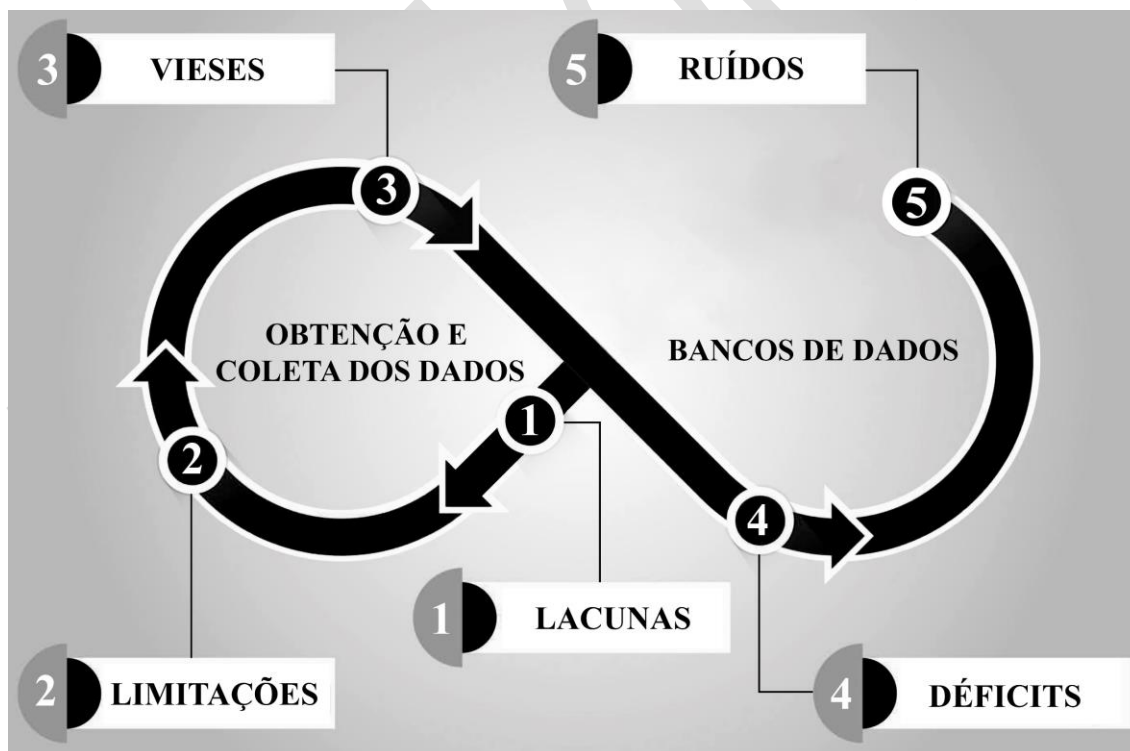 3 VIESES
5 RUÍDOS
3
5
OBTENÇÃO E
COLETA DOS DADOS
BANCOS DE DADOS
1
2
4
1 LACUNAS
2 LIMITAÇÕES
4 DÉFICITS